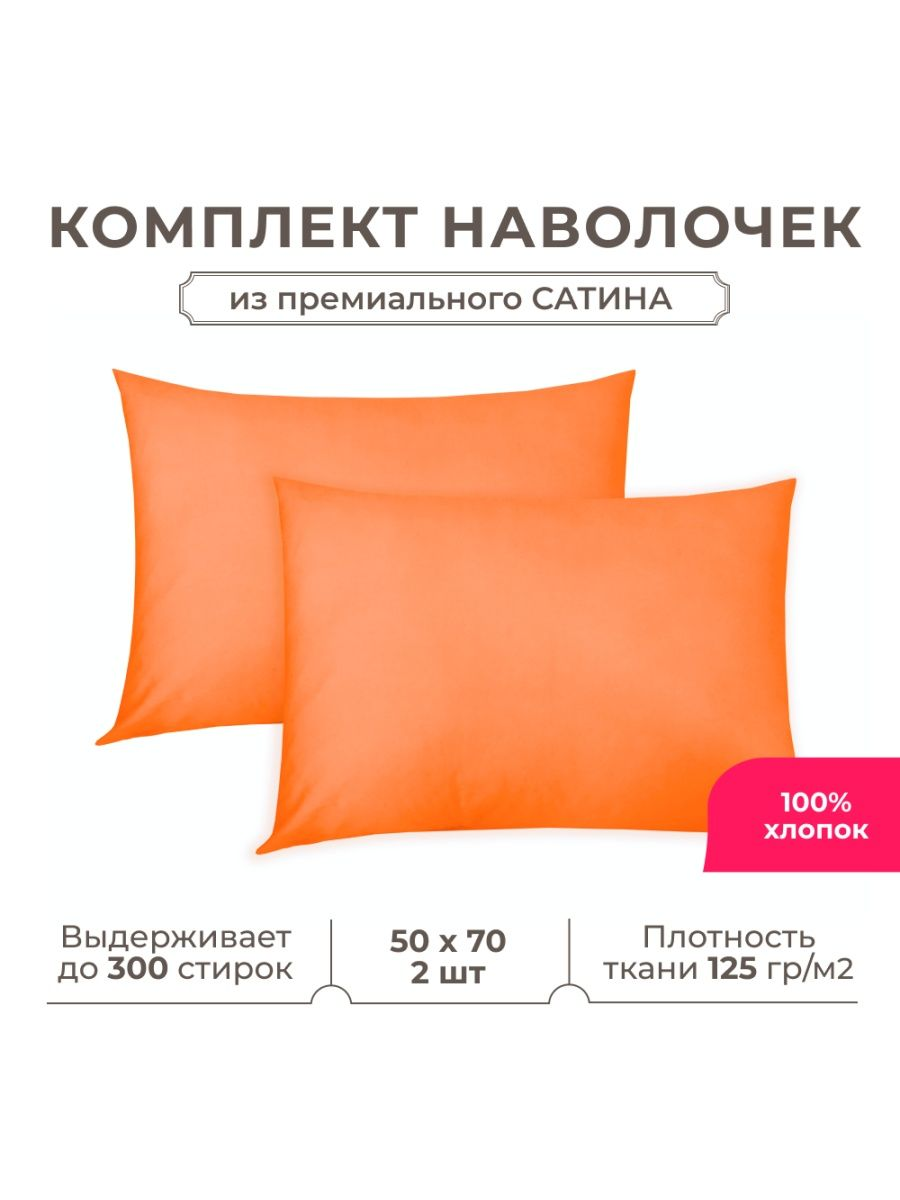 КОМПЛЕКТ НАВОЛОЧЕК
из премиального САТИНА
100%
хлопок
Выдерживает
до 300 стирок
50 х 70
2 шт
Плотность
ткани 125 гр/м2